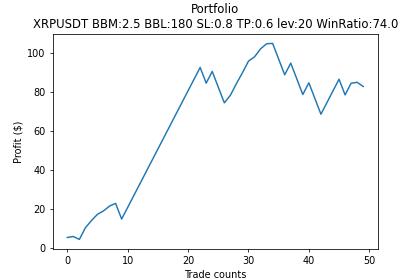 Portfolio
XRPUSDT BBM:2.5 BBL:180 SL:0.8 TP:0.6 lev:20 WinRatio:74.0
100
80
60
40
20
0
Profit ($)
0 10 20 30 40 50
Trade counts